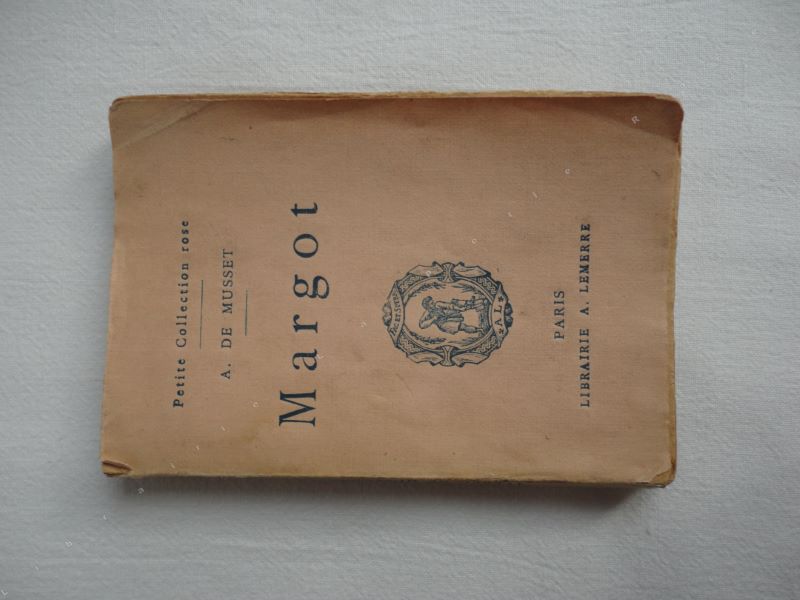 Petite Collection rose
A. DE MUSSET
Margot
A L
PARIS
LIBRAIRIE A. LEMERRE